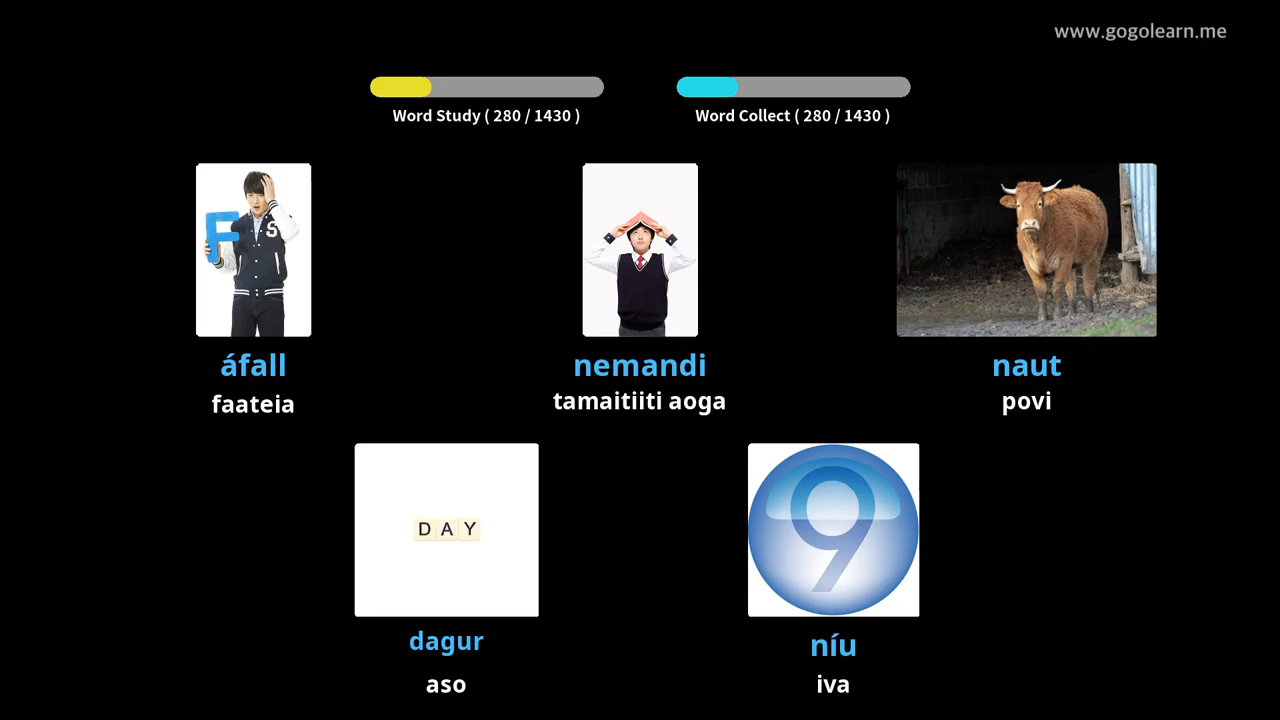 www.gogolearn.me
Word Study ( 280 / 1430 )
Word Collect ( 280 / 1430 )
F
S
áfall
faateia
nemandi
tamaitiiti aoga
naut
povi
DAY
9
dagur
aso
níu
iva